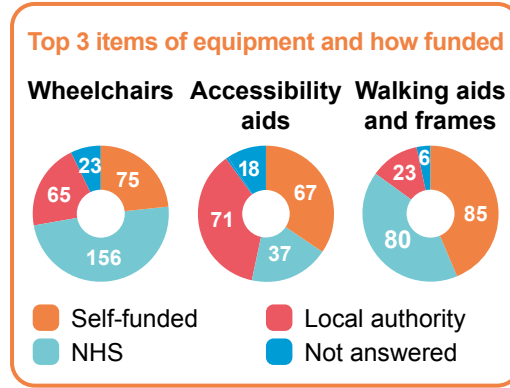 Top 3 items of equipment and how funded
Wheelchairs
Accessibility
aids
Walking aids
and frames
23
75
65
156
18
67
71
37
6
23
85
80
Self-funded
Local authority
NHS
Not answered